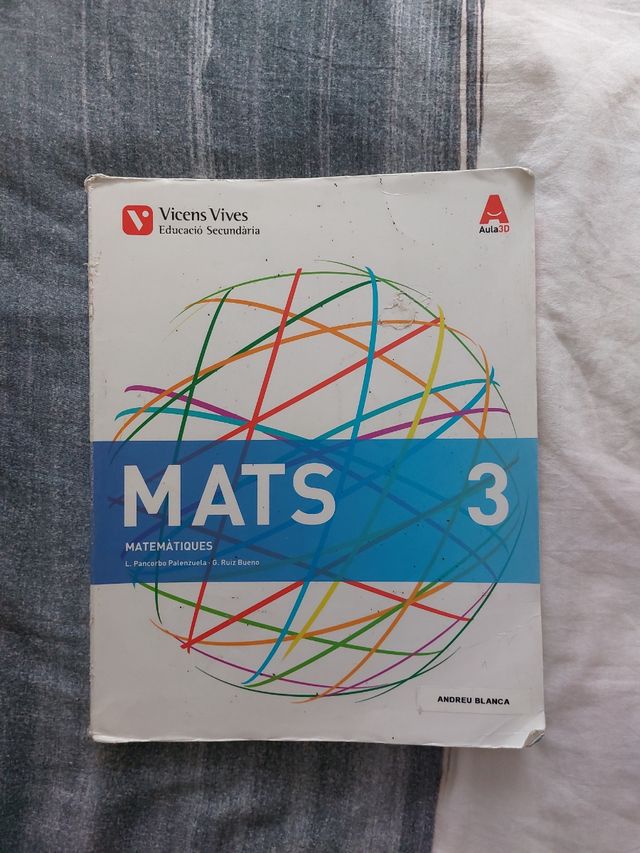 Vicens Vives
Educació Secundària
Aula3D
MATS 3
MATEMÀTIQUES
L. Pancorbo Palenzuela · G. Ruiz Bueno
ANDREU BLANCA